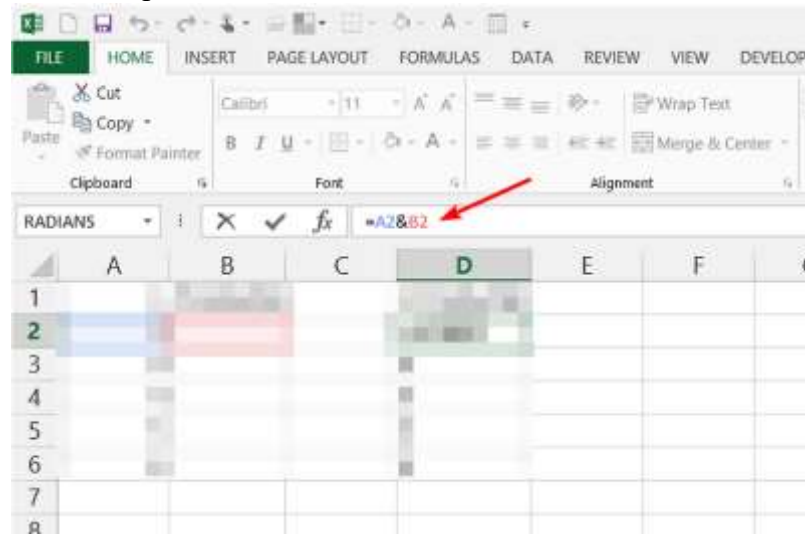 FILE HOME INSERT PAGE LAYOUT FORMULAS DATA REVIEW VIEW DEVELOP
Cut
Calibri 11 Wrap Text
Copy
Paste B I U A Merge & Center
Format Painter
Clipboard Font Alignment
RADIANS fx =A2&B2
A B C D E F
1
2
3
4
5
6
7
8